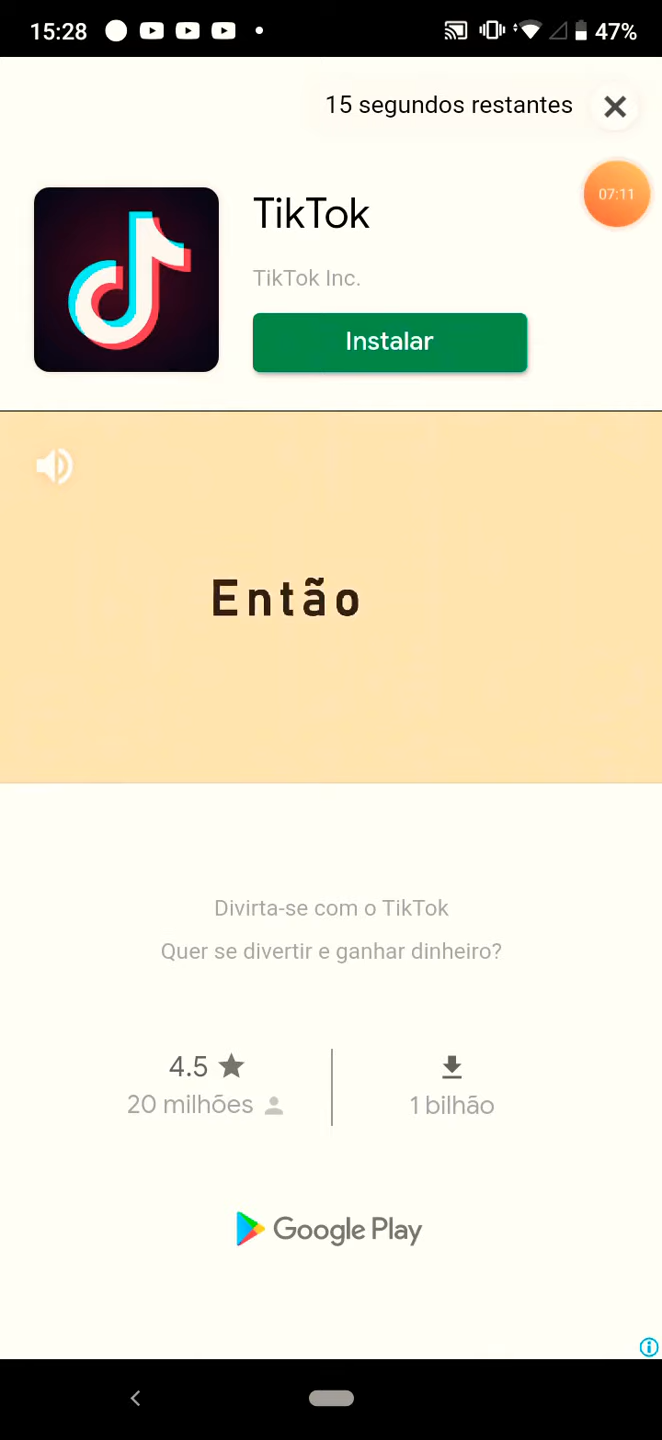 15:28
47%
15 segundos restantes
07:11
TikTok
TikTok Inc.
Instalar
Então
Divirta-se com o TikTok
Quer se divertir e ganhar dinheiro?
4.5
20 milhões
1 bilhão
Google Play